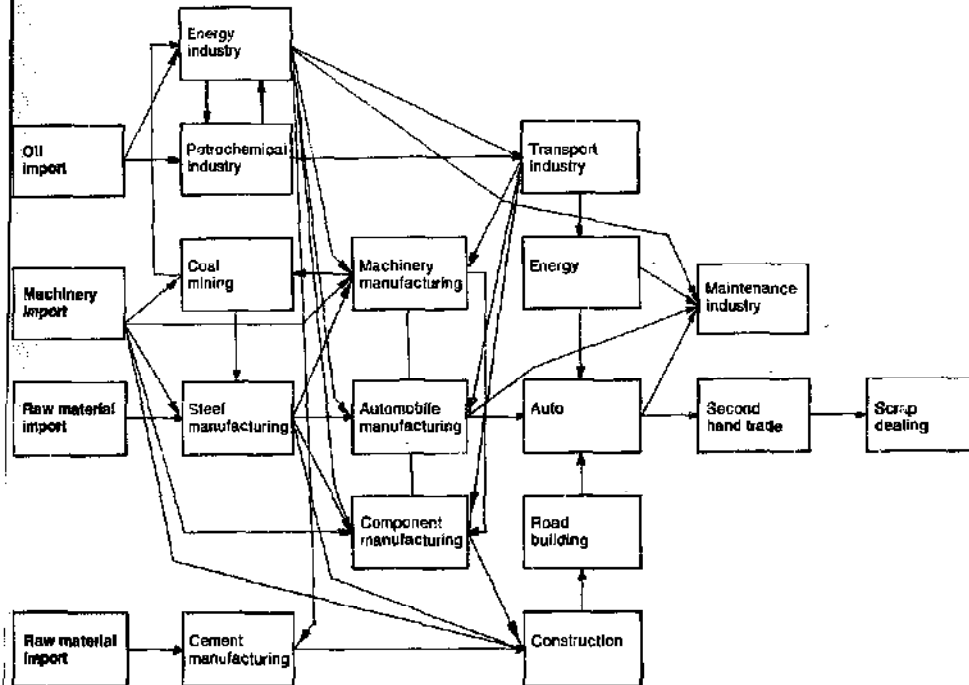 Energy
industry
Oil
import
Petrochemical
industry
Transport
industry
Machinery
import
Coal
mining
Machinery
manufacturing
Energy
Maintenance
industry
Raw material
import
Steel
manufacturing
Automobile
manufacturing
Auto
Second
hand trade
Scrap
dealing
Component
manufacturing
Road
building
Raw material
import
Cement
manufacturing
Construction